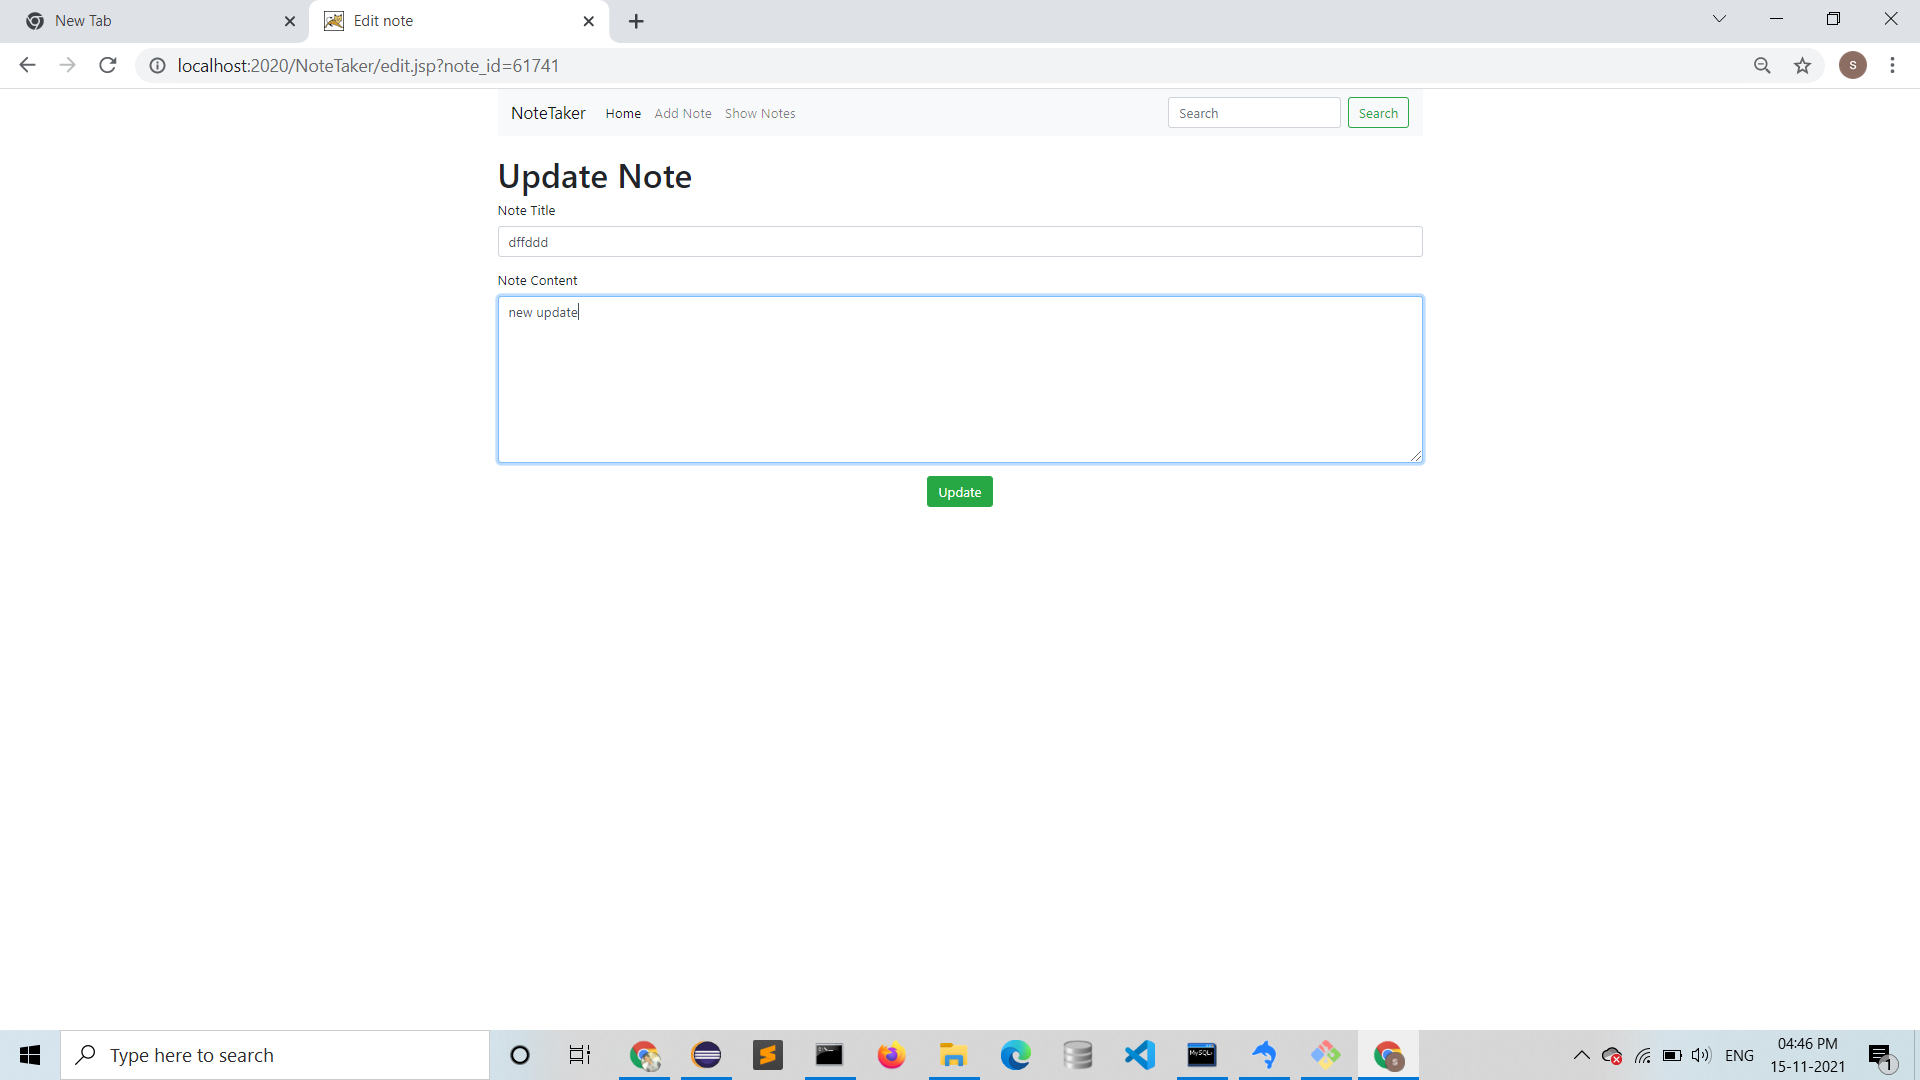 New Tab
Edit note
localhost:2020/NoteTaker/edit.jsp?note_id=61741
S
NoteTaker Home Add Note Show Notes Search Search
Update Note
Note Title
dffddd
Note Content
new update
Update
Type here to search
MySQL
ENG
04:46 PM
15-11-2021
1